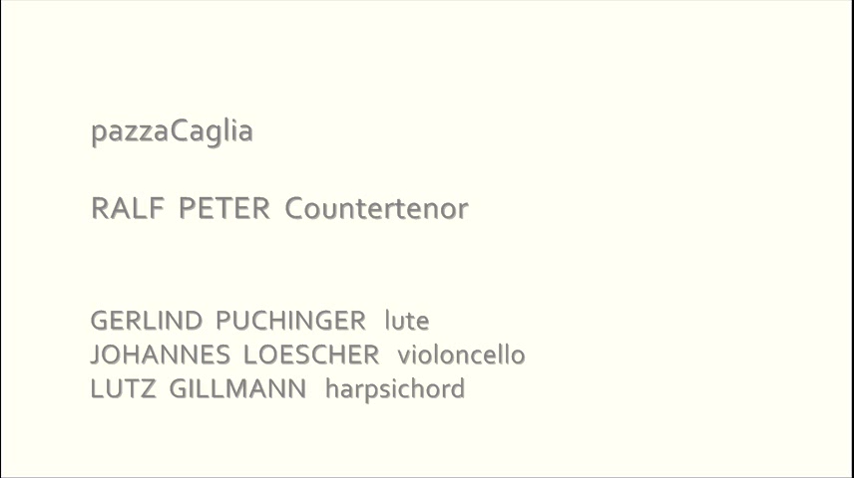 pazzaCaglia
RALF PETER Countertenor
GERLIND PUCHINGER lute
JOHANNES LOESCHER violoncello
LUTZ GILLMANN harpsichord